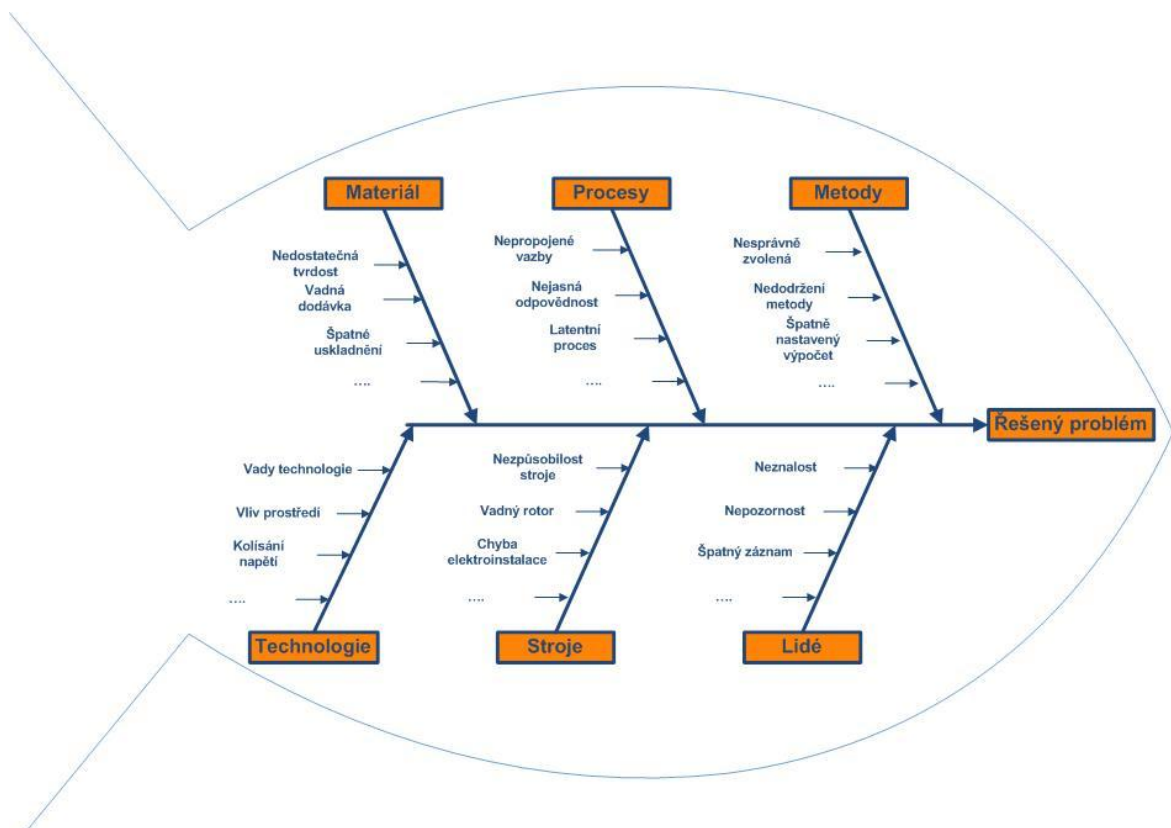 Materiál
Procesy
Metody
Nedostatečná
tvrdost
Vadná
dodávka
Špatné
uskladnění
....
Nepropojené
vazby
Nejasná
odpovědnost
Latentní
proces
....
Nesprávně
zvolená
Nedodržení
metody
Špatně
nastavený
výpočet
....
Řešený problém
Vady technologie
Vliv prostředí
Kolísání
napětí
....
Nezpůsobilost
stroje
Vadný rotor
Chyba
elektroinstalace
....
Neznalost
Nepozornost
Špatný záznam
....
Technologie
Stroje
Lidé